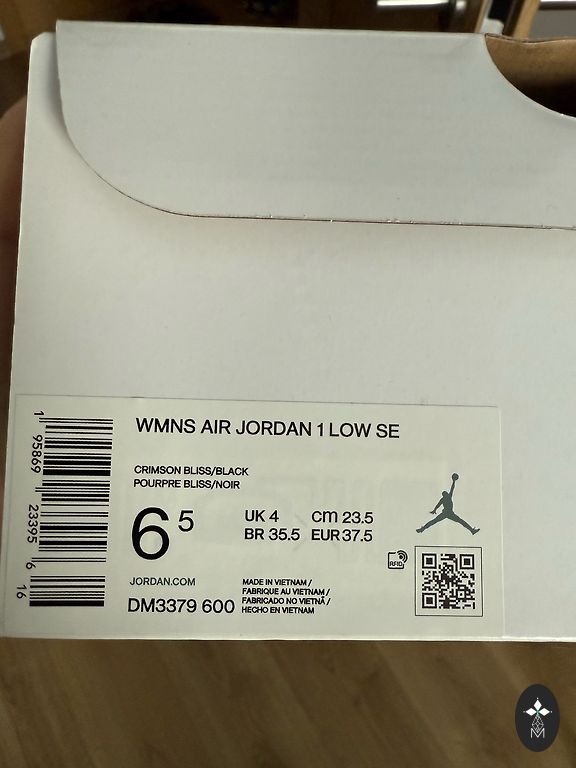 WMNS AIR JORDAN 1 LOW SE
CRIMSON BLISS/BLACK
POURPRE BLISS/NOIR
6 5
UK 4 cm 23.5
BR 35.5 EUR 37.5
JORDAN.COM
DM3379 600
MADE IN VIETNAM /
FABRIQUE AU VIETNAM /
FABRICADO NO VIETNÃ /
HECHO EN VIETNAM
RFID
1 95869 23395 6 16
M